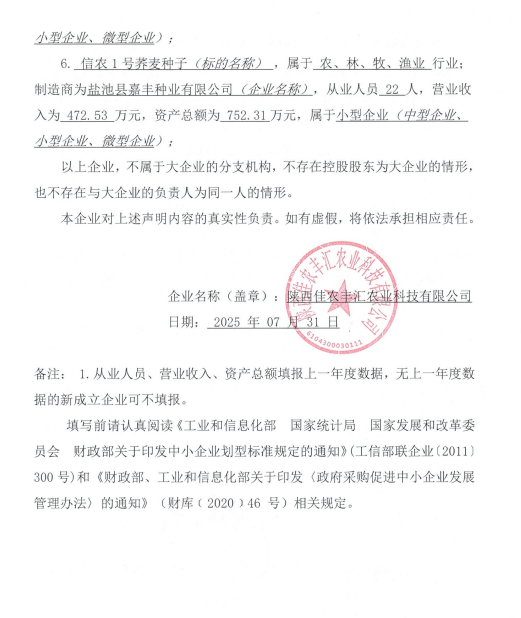 小型企业、微型企业）；
6. 信农1号荞麦种子（标的名称），属于 农、林、牧、渔业 行业；
制造商为盐池县嘉丰种业有限公司（企业名称），从业人员 22 人，营业收
入为 472.53 万元，资产总额为 752.31万元，属于小型企业（中型企业、
小型企业、微型企业）；
以上企业，不属于大企业的分支机构，不存在控股股东为大企业的情形，
也不存在与大企业的负责人为同一人的情形。
本企业对上述声明内容的真实性负责。如有虚假，将依法承担相应责任。
企业名称（盖章）：陕西佳农丰汇农业科技有限公司
日期： 2025 年 07 月 31 日
陕西佳农丰汇农业科技有限公司
6104300030111
备注： 1.从业人员、营业收入、资产总额填报上一年度数据，无上一年度数
据的新成立企业可不填报。
填写前请认真阅读《工业和信息化部 国家统计局 国家发展和改革委
员会 财政部关于印发中小企业划型标准规定的通知》(工信部联企业〔2011〕
300 号)和《财政部、工业和信息化部关于印发〈政府采购促进中小企业发展
管理办法〉的通知》（财库﹝2020﹞46 号）相关规定。